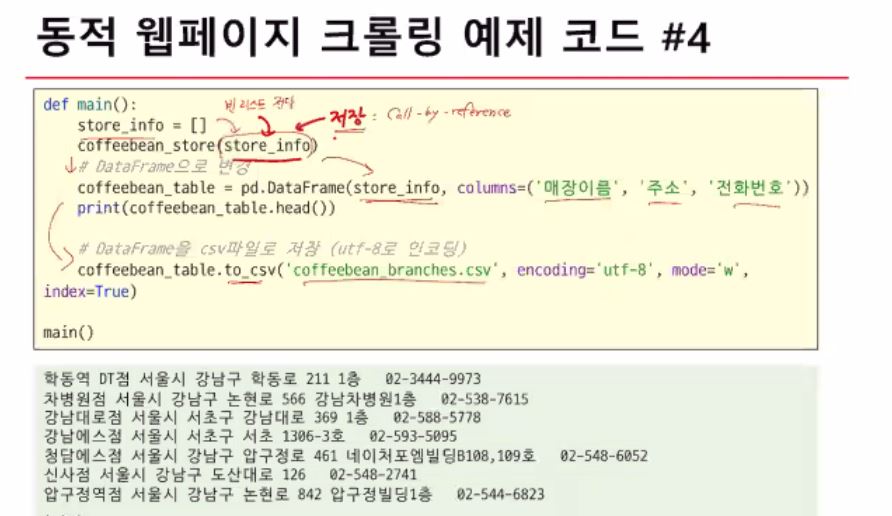 동적 웹페이지 크롤링 예제 코드 #4
def main():
빈 리스트 전달
store_info = []
저장 : Call-by-reference
coffeebean_store(store_info)
# DataFrame으로 변경
coffeebean_table = pd.DataFrame(store_info, columns=('매장이름', '주소', '전화번호'))
print(coffeebean_table.head())
# DataFrame을 csv파일로 저장 (utf-8로 인코딩)
coffeebean_table.to_csv('coffeebean_branches.csv', encoding='utf-8', mode='w',
index=True)
main()
학동역 DT점 서울시 강남구 학동로 211 1층 02-3444-9973
차병원점 서울시 강남구 논현로 566 강남차병원1층 02-538-7615
강남대로점 서울시 서초구 강남대로 369 1층 02-588-5778
강남에스점 서울시 서초구 서초 1306-3호 02-593-5095
청담에스점 서울시 강남구 압구정로 461 네이처포엠빌딩B108,109호 02-548-6052
신사점 서울시 강남구 도산대로 126 02-548-2741
압구정역점 서울시 강남구 논현로 842 압구정빌딩1층 02-544-6823